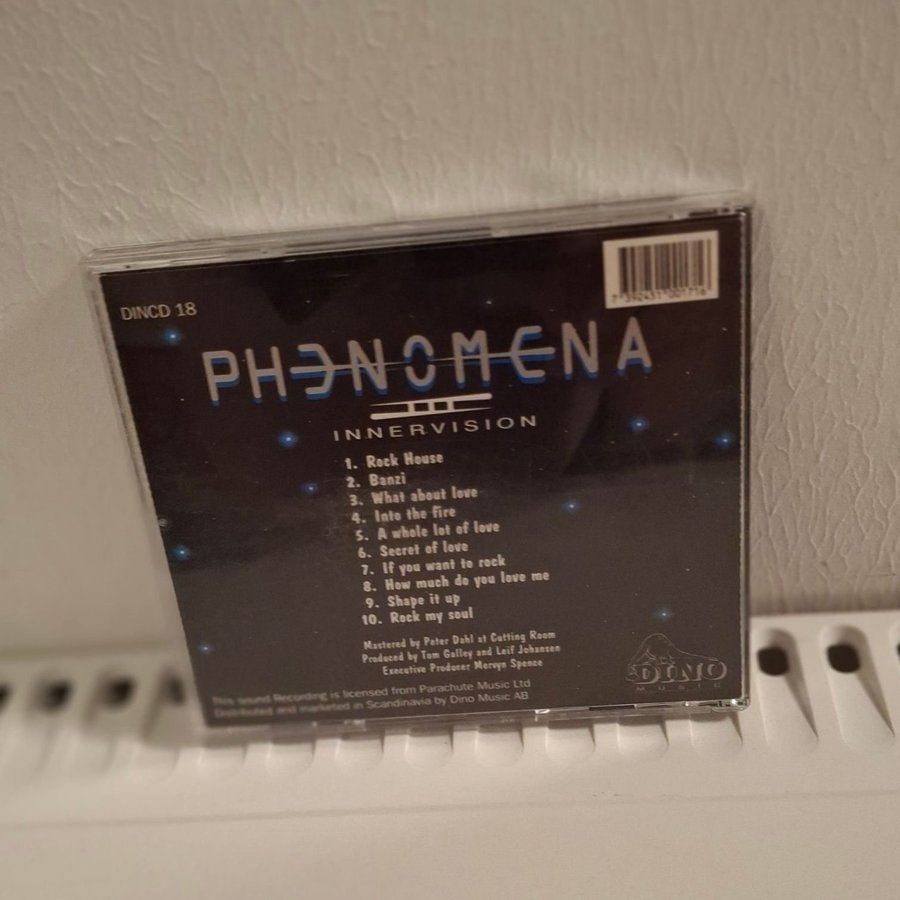 DINCD 18
7 392431 001716
PHENOMENA
III
INNERVISION
1. Rock House
2. Banzi
3. What about love
4. Into the fire
5. A whole lot of love
6. Secret of love
7. If you want to rock
8. How much do you love me
9. Shape it up
10. Rock my soul
Mastered by Peter Dahl at Cutting Room
Produced by Tom Galley and Leif Johansen
Executive Producer Mervyn Spence
DINO
MUSIC
This sound Recording is licensed from Parachute Music Ltd
Distributed and marketed in Scandinavia by Dino Music AB